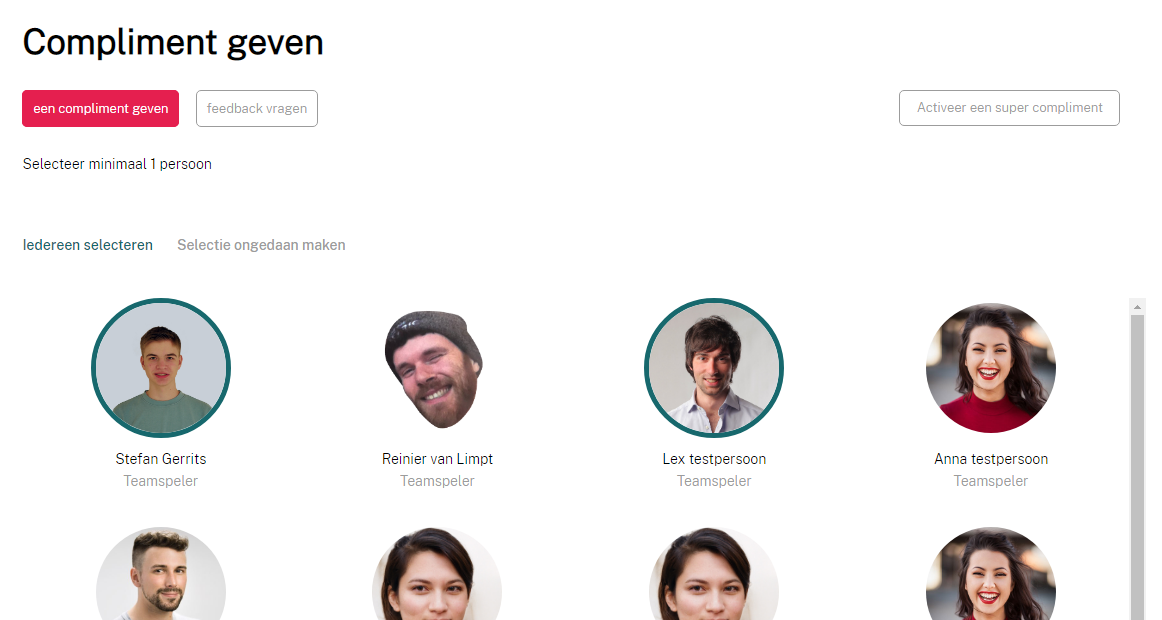 Compliment geven
een compliment geven
feedback vragen
Activeer een super compliment
Selecteer minimaal 1 persoon
Iedereen selecteren
Selectie ongedaan maken
Stefan Gerrits
Reinier van Limpt
Lex testpersoon
Anna testpersoon
Teamspeler
Teamspeler
Teamspeler
Teamspeler